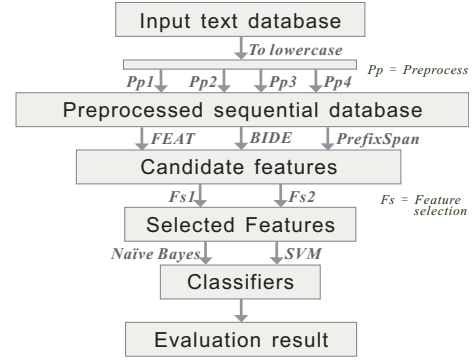 Input text database
To lowercase
Pp = Preprocess
Pp1 Pp2 Pp3 Pp4
Preprocessed sequential database
FEAT BIDE PrefixSpan
Candidate features
Fs1 Fs2
Fs = Feature
selection
Selected Features
Naïve Bayes SVM
Classifiers
Evaluation result